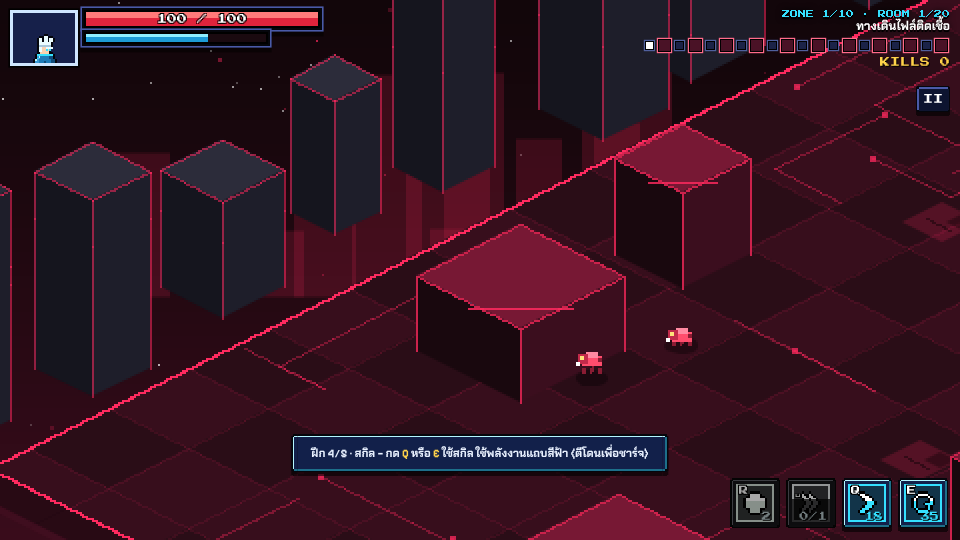 100 / 100
ZONE 1/10 · ROOM 1/20
ทางเดินไฟล์ติดเชื้อ
KILLS 0
II
ฝึก 4/8 · สกิล - กด Q หรือ E ใช้สกิล ใช้พลังงานแถบสีฟ้า (ตีโดนเพื่อชาร์จ)
R
2
0/1
Q
18
E
35